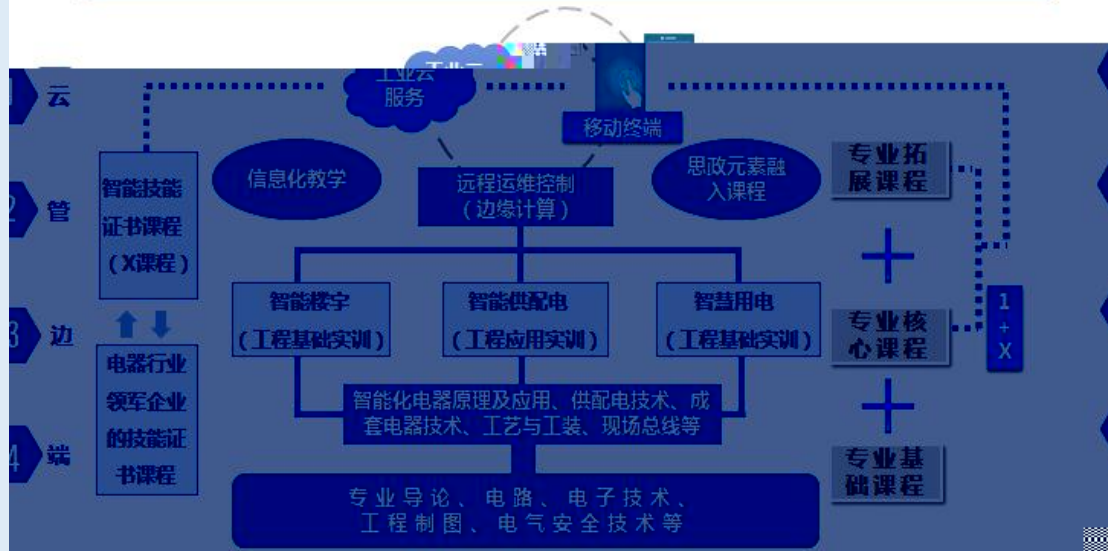 工业云
服务
移动终端
1
云
信息化教学
远程运维控制
（边缘计算）
思政元素融
入课程
专业拓
展课程
智能技能
证书课程
（X课程）
2
管
智能楼宇
（工程基础实训）
智能供配电
（工程应用实训）
智慧用电
（工程基础实训）
1
+
X
3
边
专业核
心课程
电器行业
领军企业
的技能证
书课程
智能化电器原理及应用、供配电技术、成
套电器技术、工艺与工装、现场总线等
4
端
专业基
础课程
专业导论、电路、电子技术、
工程制图、电气安全技术等